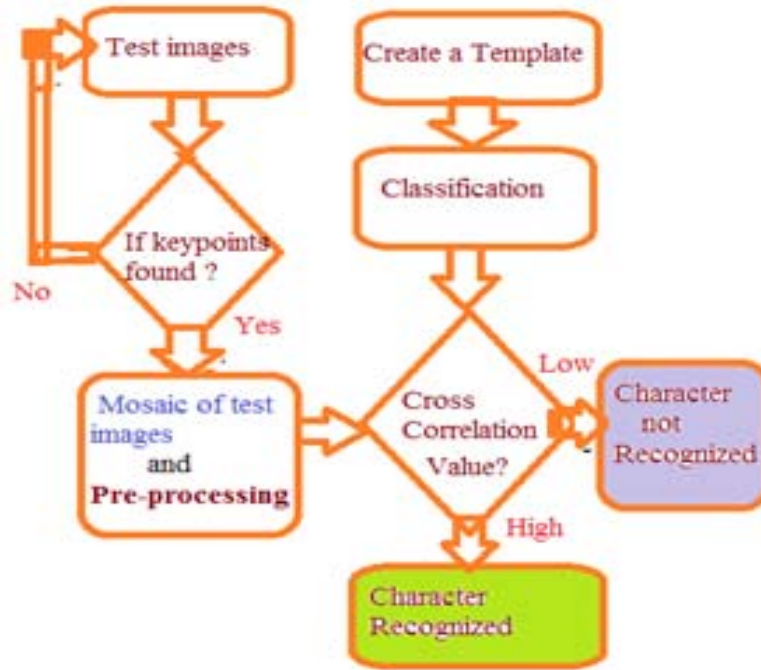 Test images
Create a Template
Classification
If keypoints
found ?
No
Yes
Mosaic of test
images
and
Pre-processing
Cross
Correlation
Value?
Low
Character
not
Recognized
High
Character
Recognized